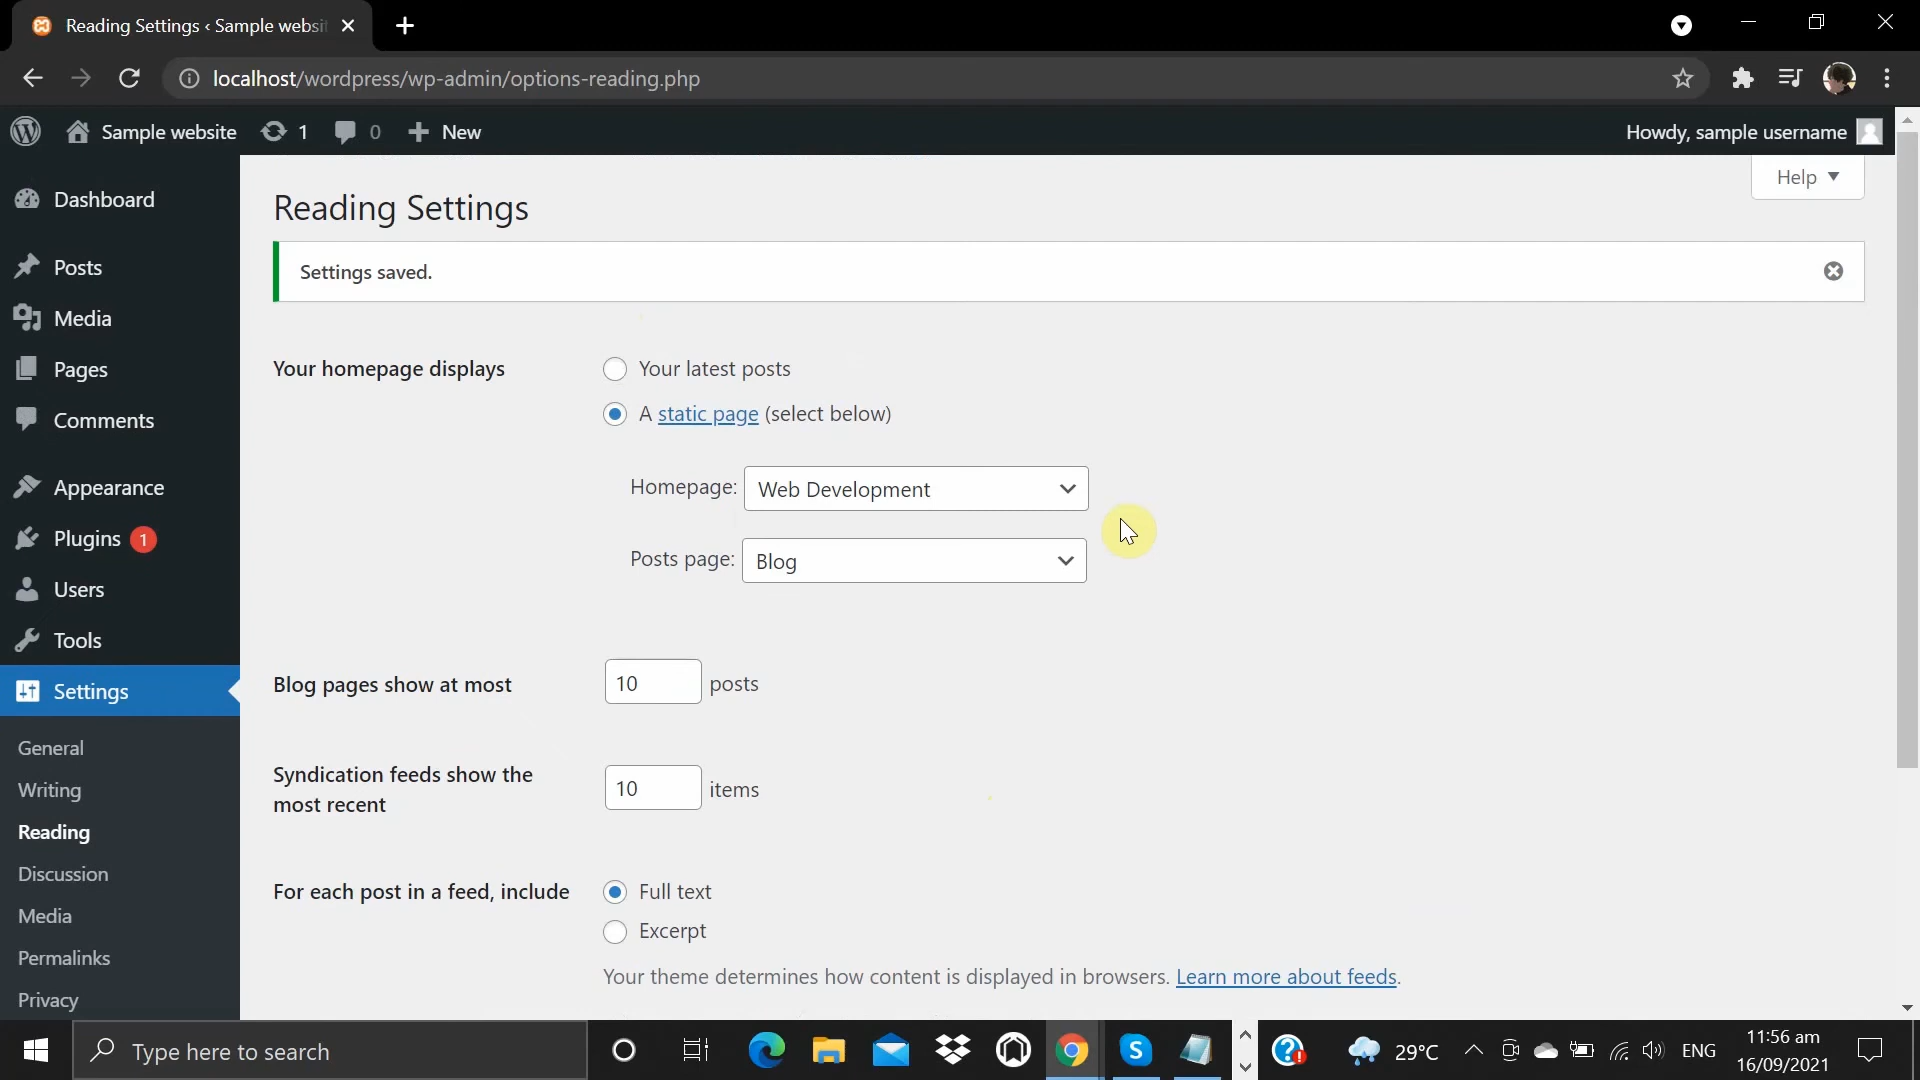 Reading Settings ‹ Sample websi
localhost/wordpress/wp-admin/options-reading.php
Sample website 1 0 New
Howdy, sample username
Help
Dashboard
Posts
Media
Pages
Comments
Appearance
Plugins 1
Users
Tools
Settings
General
Writing
Reading
Discussion
Media
Permalinks
Privacy
Reading Settings
Settings saved.
Your homepage displays
Your latest posts
A static page (select below)
Homepage: Web Development
Posts page: Blog
Blog pages show at most 10 posts
Syndication feeds show the
most recent
10 items
For each post in a feed, include
Full text
Excerpt
Your theme determines how content is displayed in browsers. Learn more about feeds.
Type here to search
29°C
ENG
11:56 am
16/09/2021